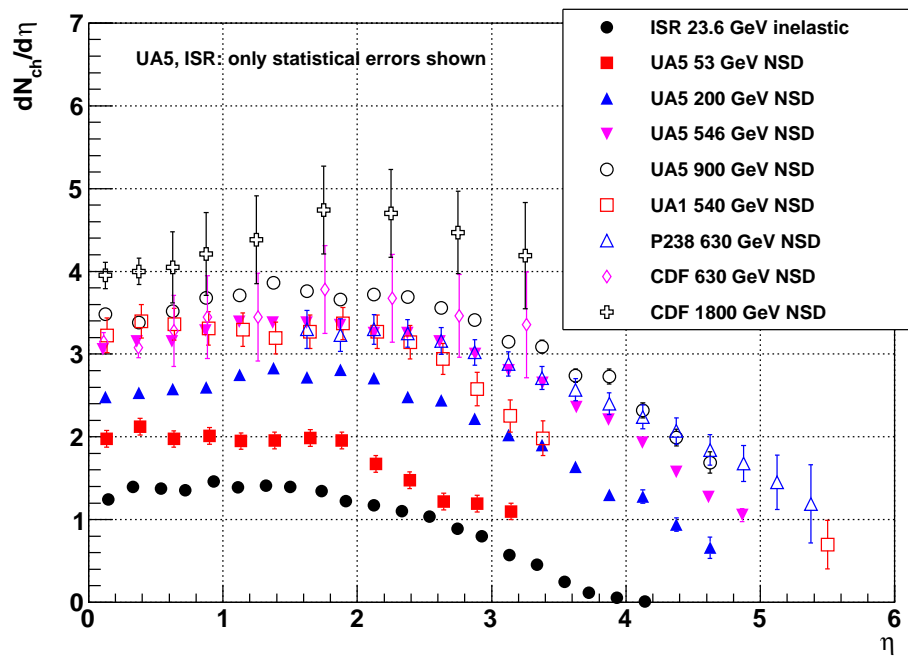 dN_ch/dη
7
6
5
4
3
2
1
0
UA5, ISR: only statistical errors shown
ISR 23.6 GeV inelastic
UA5 53 GeV NSD
UA5 200 GeV NSD
UA5 546 GeV NSD
UA5 900 GeV NSD
UA1 540 GeV NSD
P238 630 GeV NSD
CDF 630 GeV NSD
CDF 1800 GeV NSD
0 1 2 3 4 5 6
η